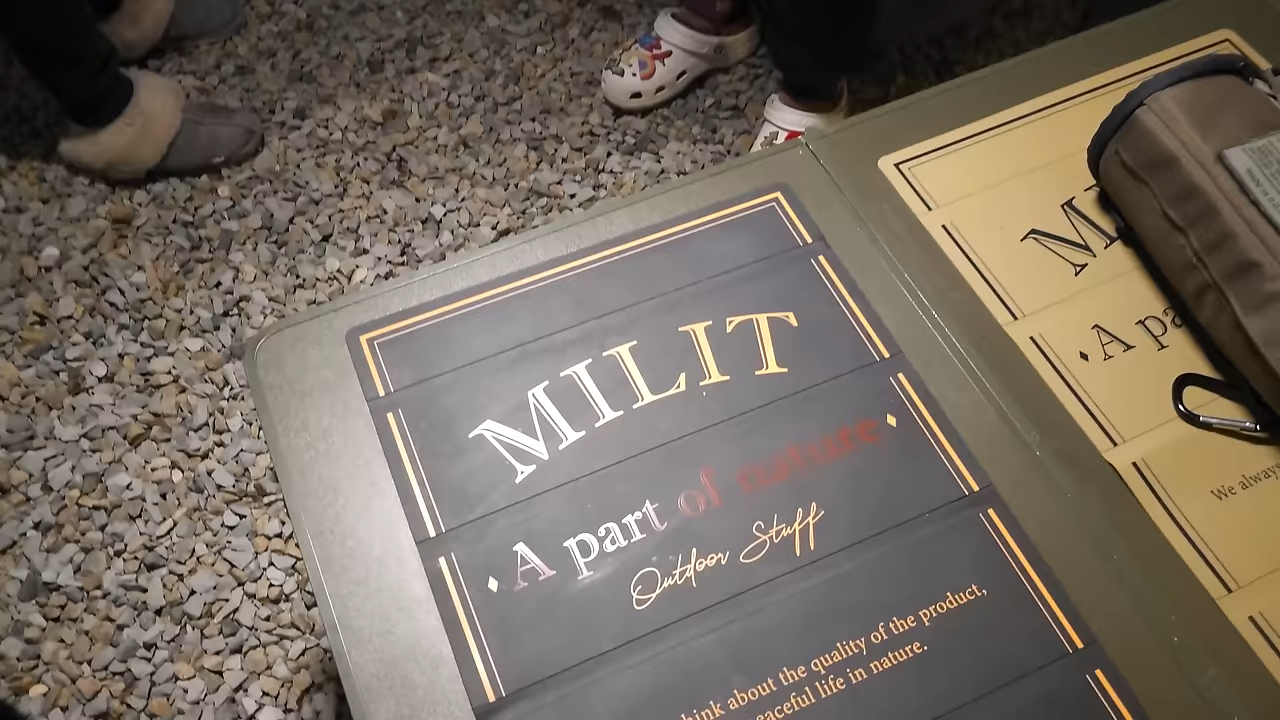 MILIT
A part of nature
Outdoor Stuff
think about the quality of the product,
peaceful life in nature.
M
A pa
We always